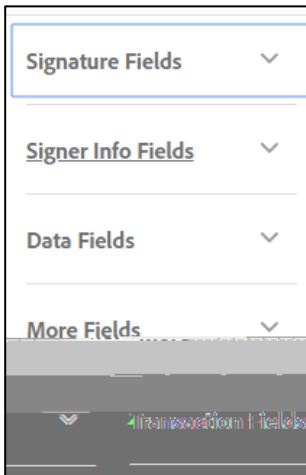 Signature Fields
Signer Info Fields
Data Fields
More Fields
Transaction Fields